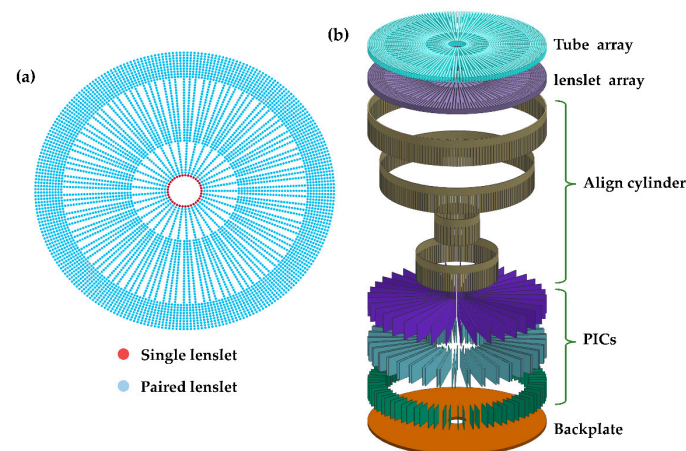 (a)
Single lenslet
Paired lenslet
(b)
Tube array
lenslet array
Align cylinder
PICs
Backplate